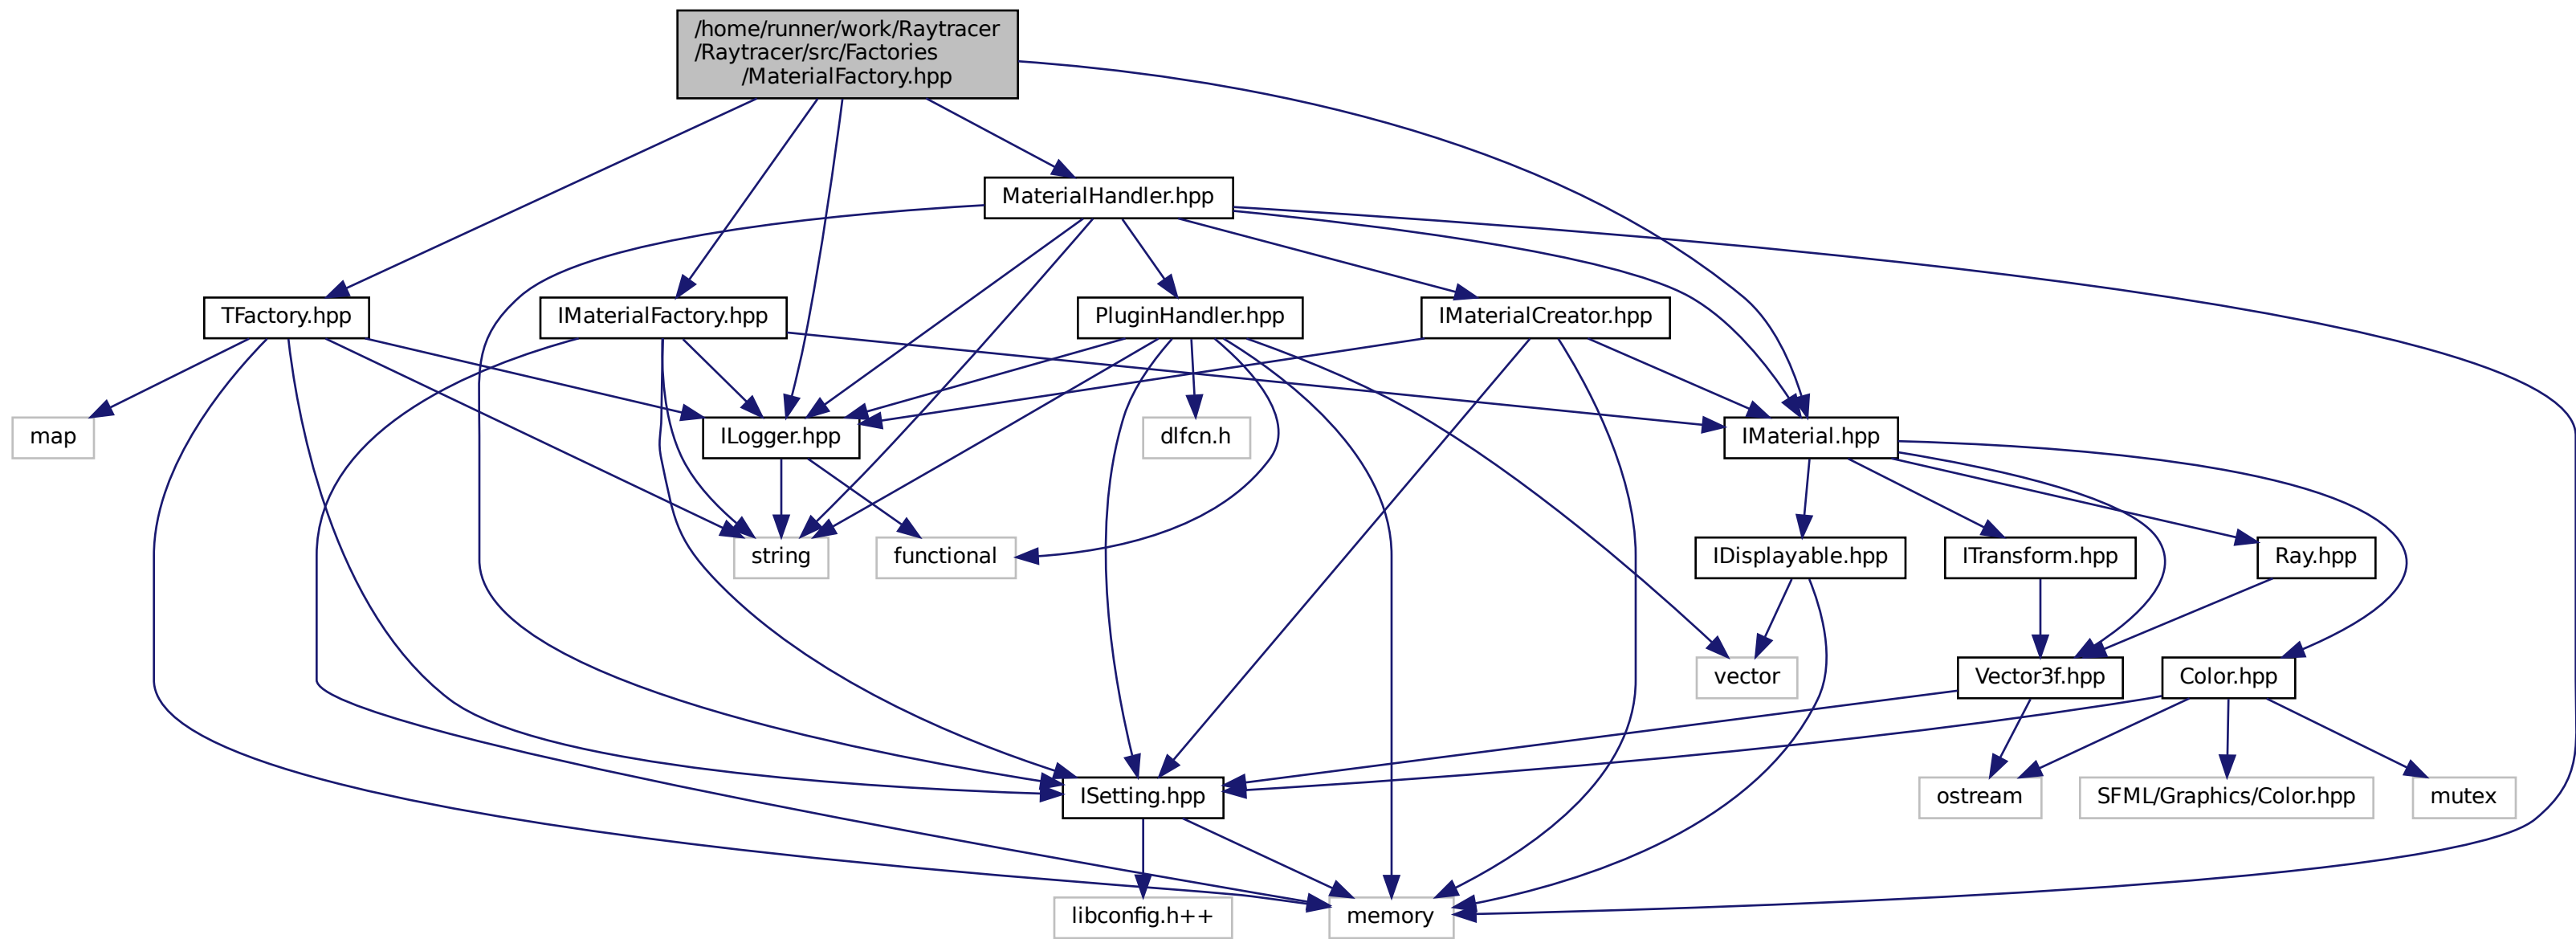 /home/runner/work/Raytracer
/Raytracer/src/Factories
/MaterialFactory.hpp
MaterialHandler.hpp
TFactory.hpp
IMaterialFactory.hpp
PluginHandler.hpp
IMaterialCreator.hpp
map
ILogger.hpp
dlfcn.h
IMaterial.hpp
string
functional
IDisplayable.hpp
ITransform.hpp
Ray.hpp
vector
Vector3f.hpp
Color.hpp
ISetting.hpp
ostream
SFML/Graphics/Color.hpp
mutex
libconfig.h++
memory